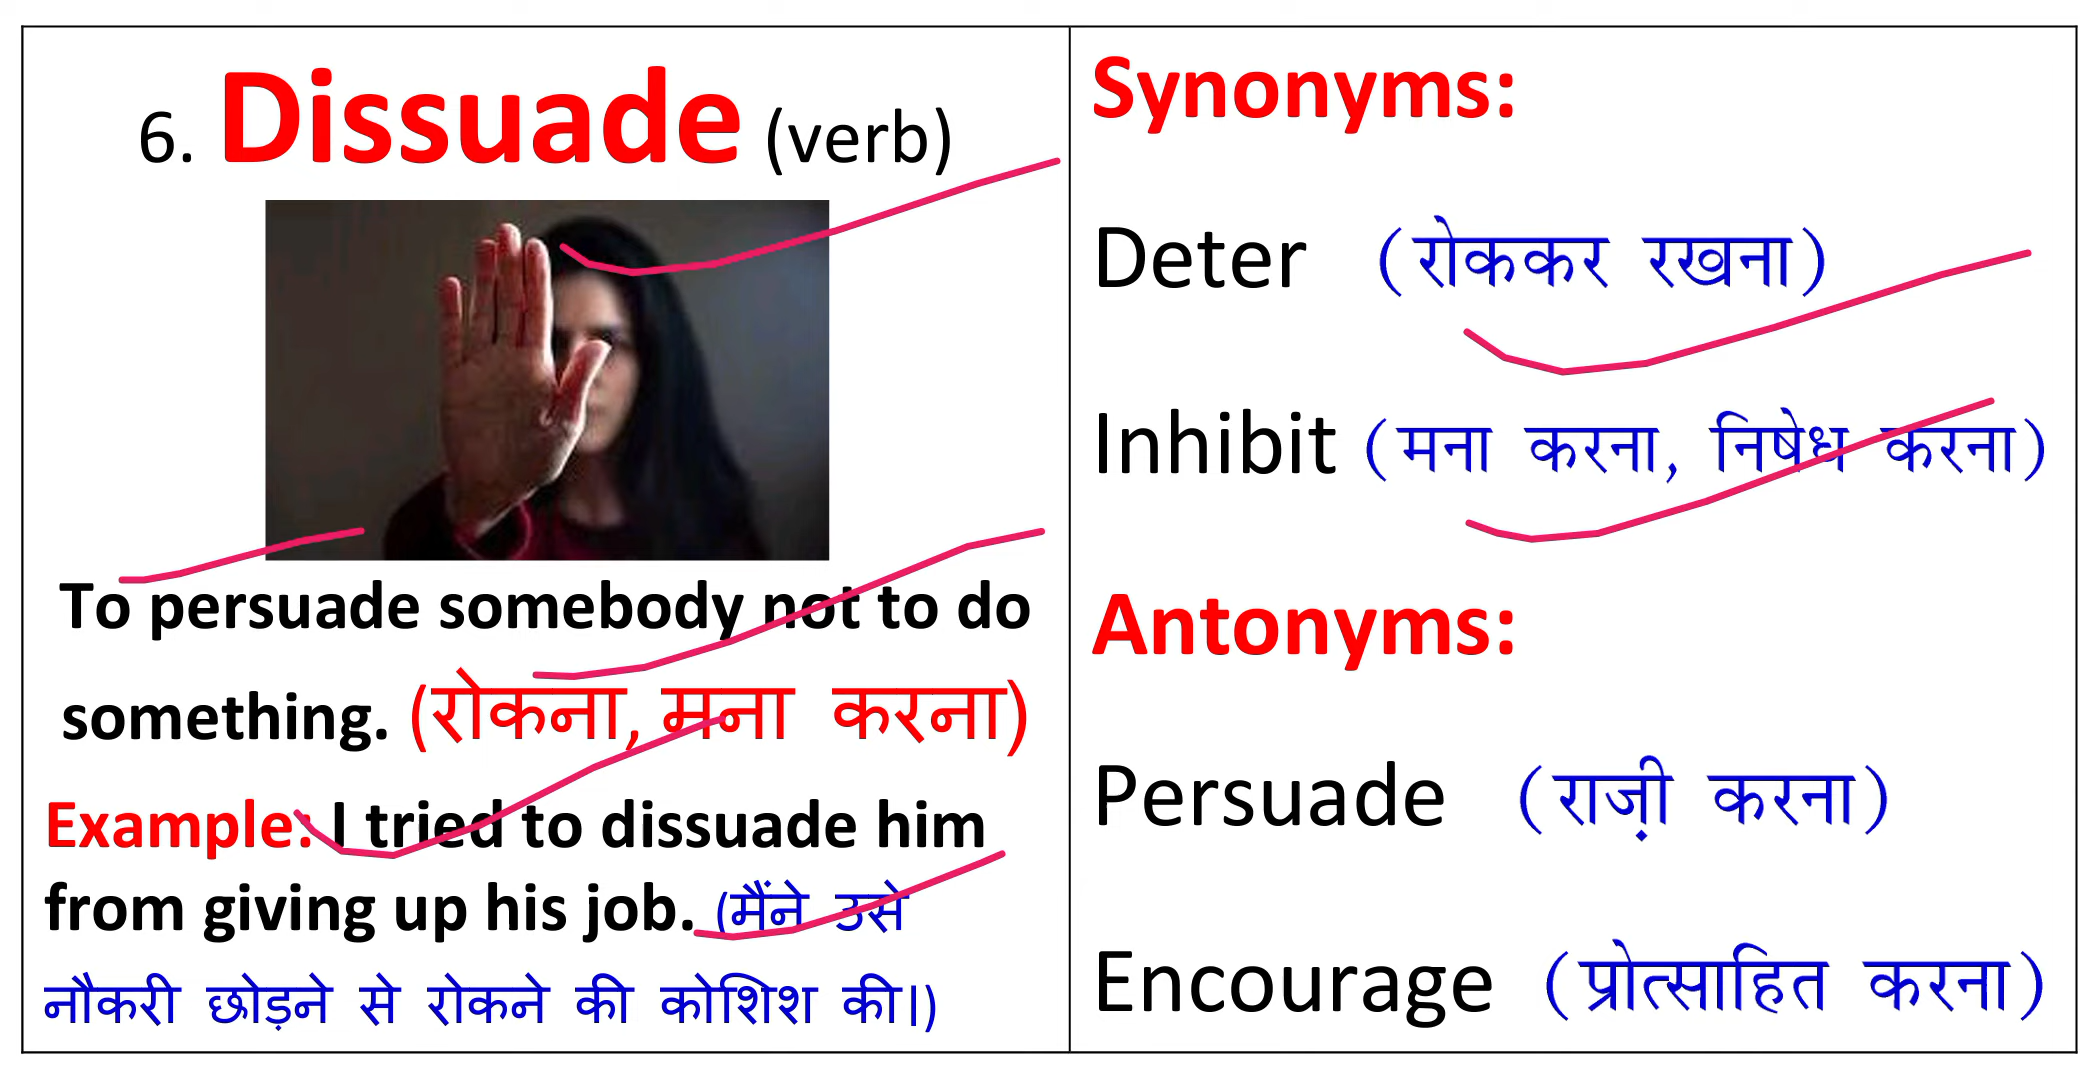 6. Dissuade (verb)
To persuade somebody not to do
something. (रोकना, मना करना)
Example: I tried to dissuade him
from giving up his job. (मैंने उसे
नौकरी छोड़ने से रोकने की कोशिश की।)
Synonyms:
Deter (रोककर रखना)
Inhibit (मना करना, निषेध करना)
Antonyms:
Persuade (राज़ी करना)
Encourage (प्रोत्साहित करना)